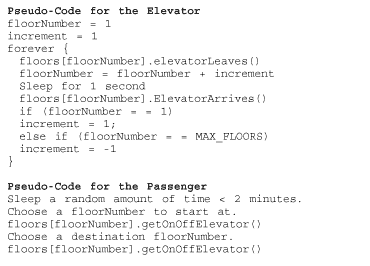 Pseudo-Code for the Elevator
floorNumber = 1
increment = 1
forever {
floors[floorNumber].elevatorLeaves()
floorNumber = floorNumber + increment
Sleep for 1 second
floors[floorNumber].ElevatorArrives()
if (floorNumber = = 1)
increment = 1;
else if (floorNumber = = MAX_FLOORS)
increment = -1
}
Pseudo-Code for the Passenger
Sleep a random amount of time < 2 minutes.
Choose a floorNumber to start at.
floors[floorNumber].getOnOffElevator()
Choose a destination floorNumber.
floors[floorNumber].getOnOffElevator()